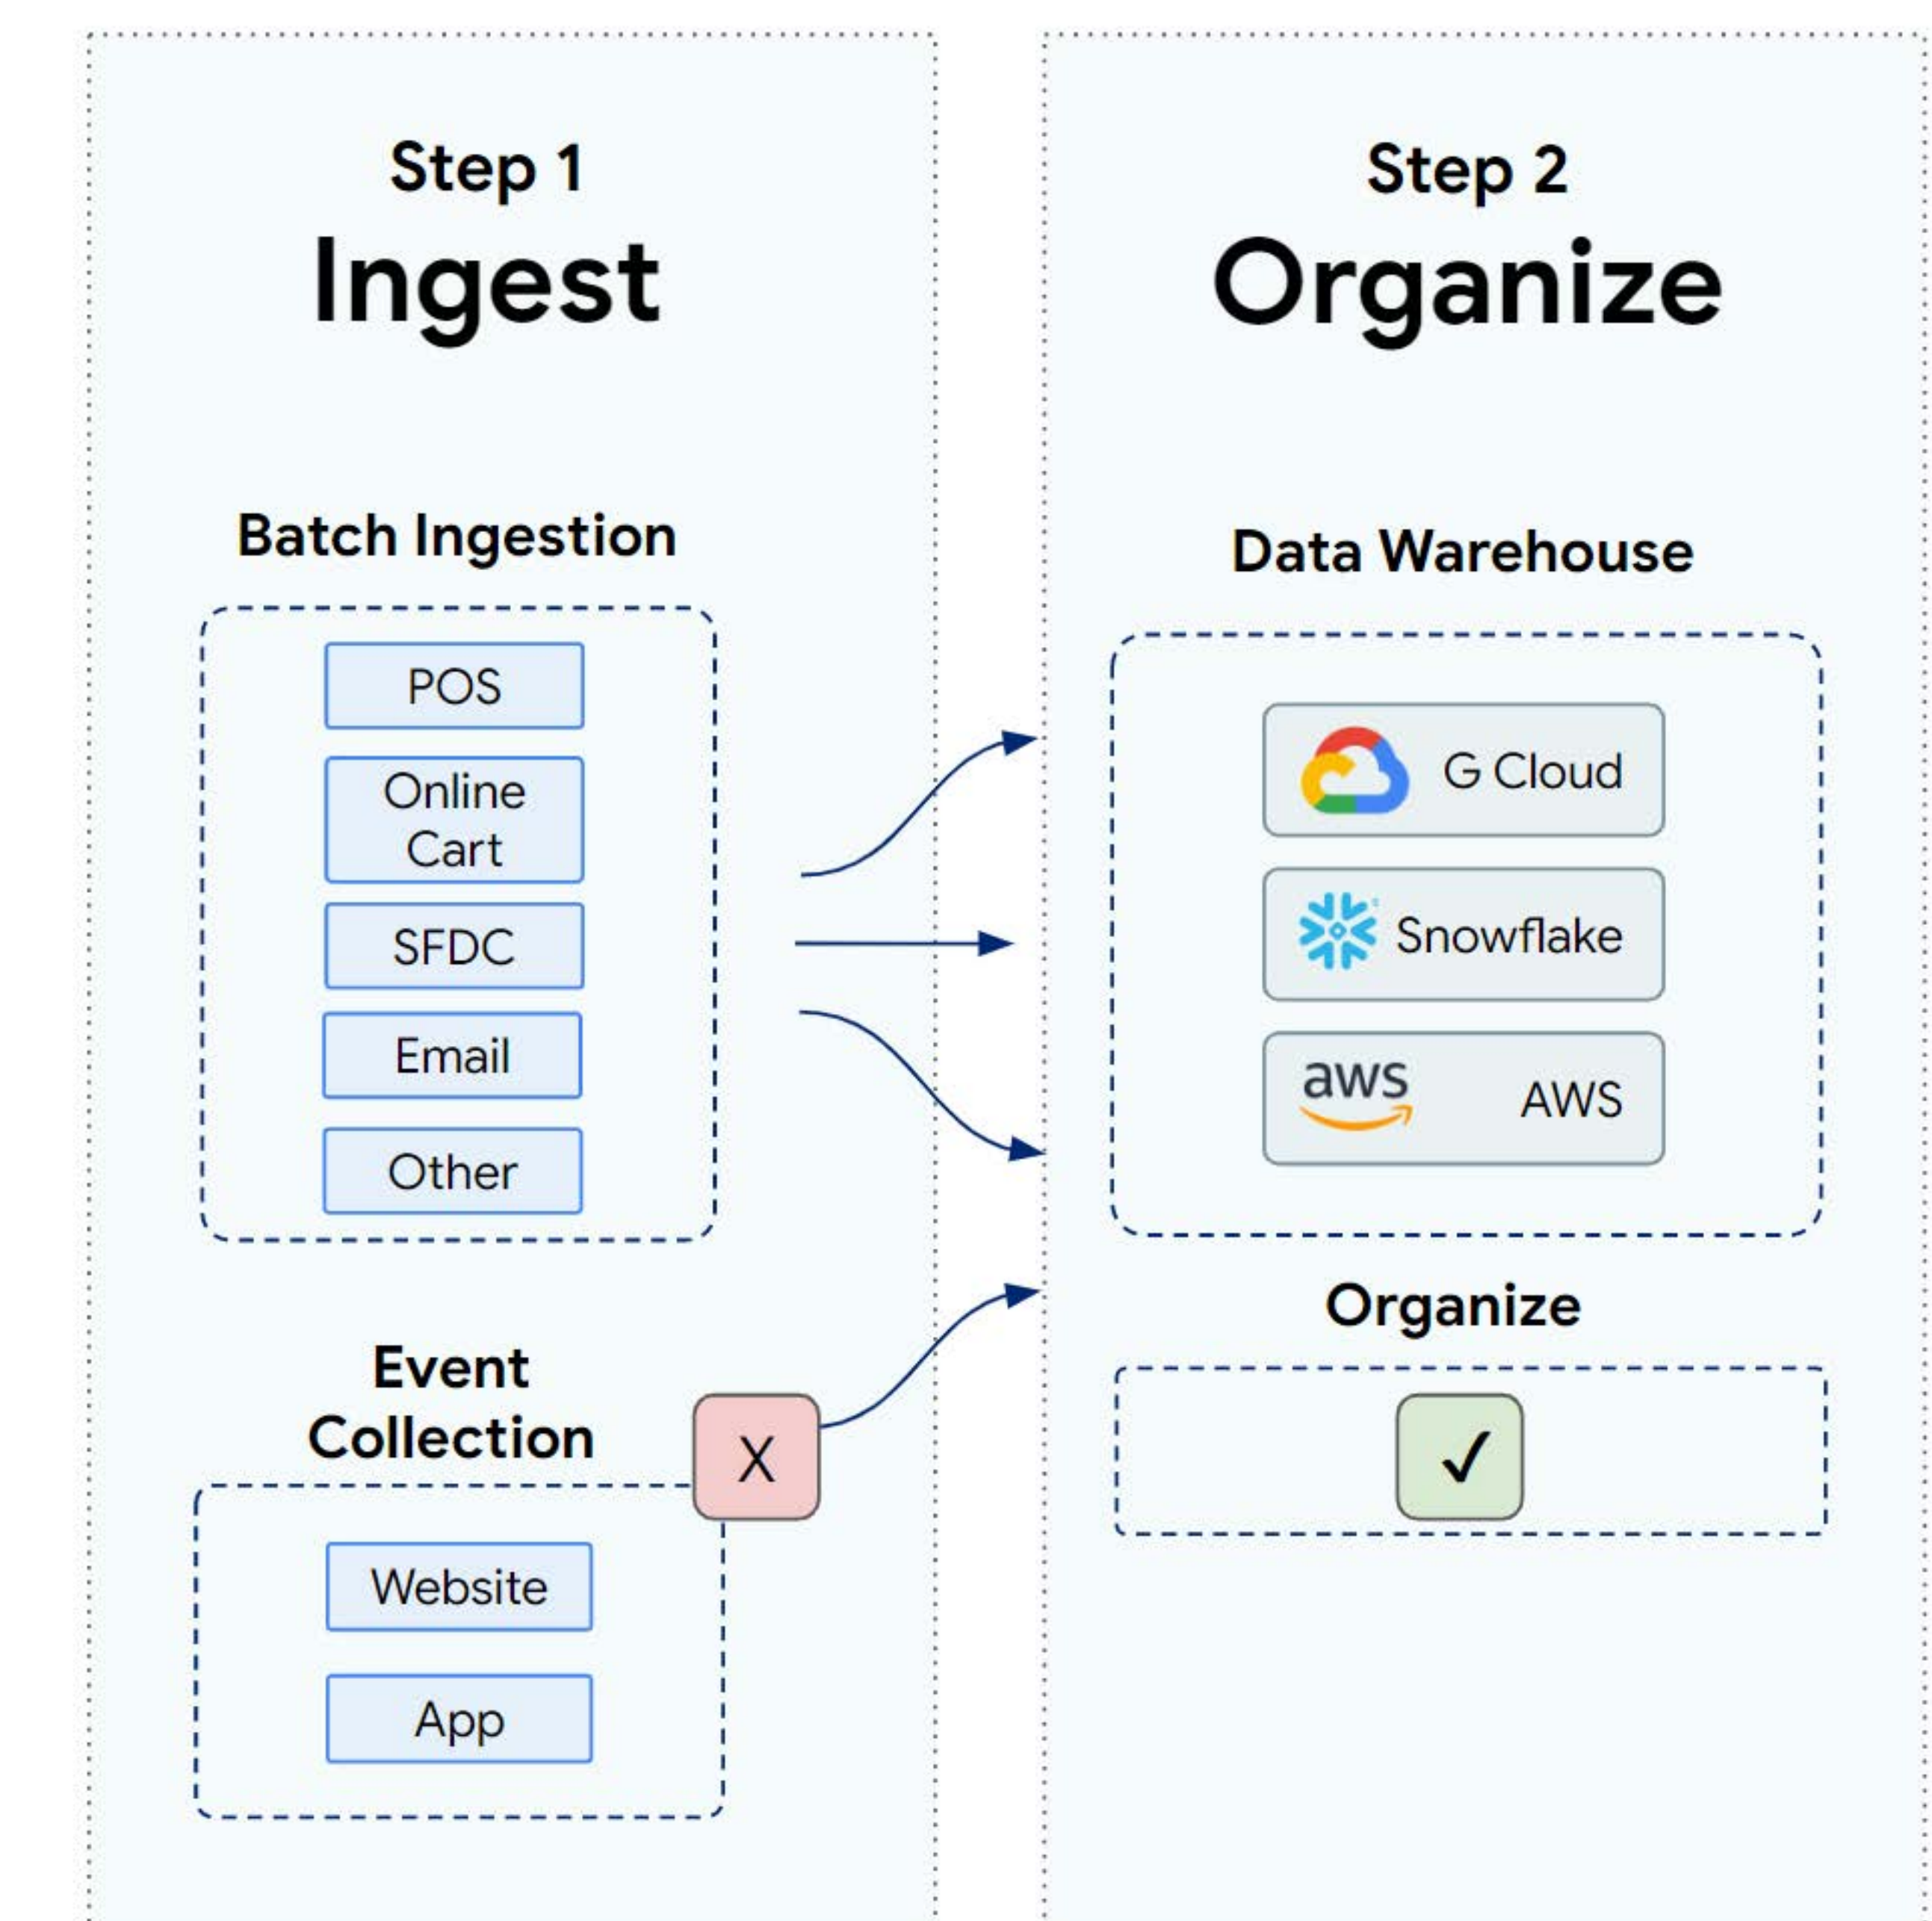 Step 1
Ingest
Batch Ingestion
POS
Online
Cart
SFDC
Email
Other
Event
Collection
X
Website
App
Step 2
Organize
Data Warehouse
G Cloud
Snowflake
aws AWS
Organize
✓